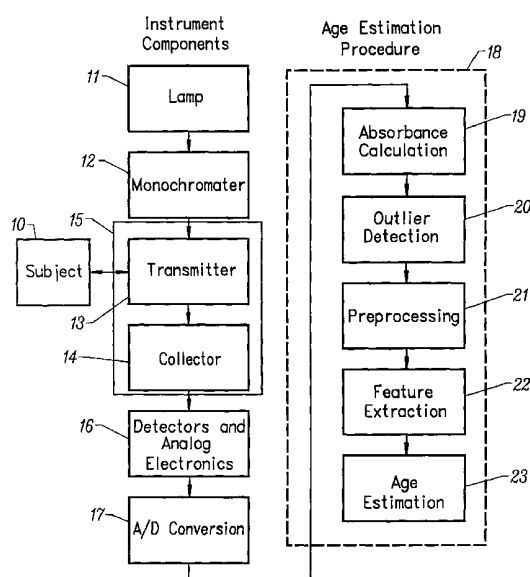 Instrument
Components
11
Lamp
12
Monochromater
15
10
Subject
Transmitter
13
14
Collector
16
Detectors and
Analog
Electronics
17
A/D Conversion
Age Estimation
Procedure
18
Absorbance
Calculation
19
Outlier
Detection
20
Preprocessing
21
Feature
Extraction
22
Age
Estimation
23